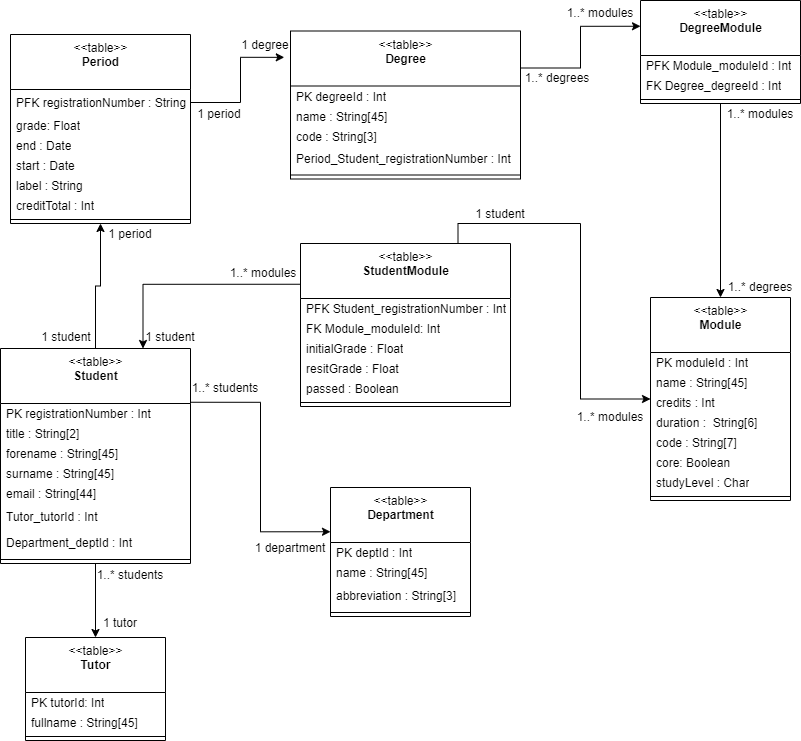 <<table>>
Period
PFK registrationNumber : String
grade: Float
end : Date
start : Date
label : String
creditTotal : Int
1 degree
1 period
<<table>>
Degree
PK degreeId : Int
name : String[45]
code : String[3]
Period_Student_registrationNumber : Int
1..* modules
1..* degrees
<<table>>
DegreeModule
PFK Module_moduleId : Int
FK Degree_degreeId : Int
1..* modules
1..* degrees
1 period
1 student
1..* modules
1 student
<<table>>
StudentModule
PFK Student_registrationNumber : Int
FK Module_moduleId: Int
initialGrade : Float
resitGrade : Float
passed : Boolean
1 student
1..* modules
<<table>>
Module
PK moduleId : Int
name : String[45]
credits : Int
duration :  String[6]
code : String[7]
core: Boolean
studyLevel : Char
<<table>>
Student
PK registrationNumber : Int
title : String[2]
forename : String[45]
surname : String[45]
email : String[44]
Tutor_tutorId : Int
Department_deptId : Int
1..* students
1 department
<<table>>
Department
PK deptId : Int
name : String[45]
abbreviation : String[3]
1..* students
1 tutor
<<table>>
Tutor
PK tutorId: Int
fullname : String[45]